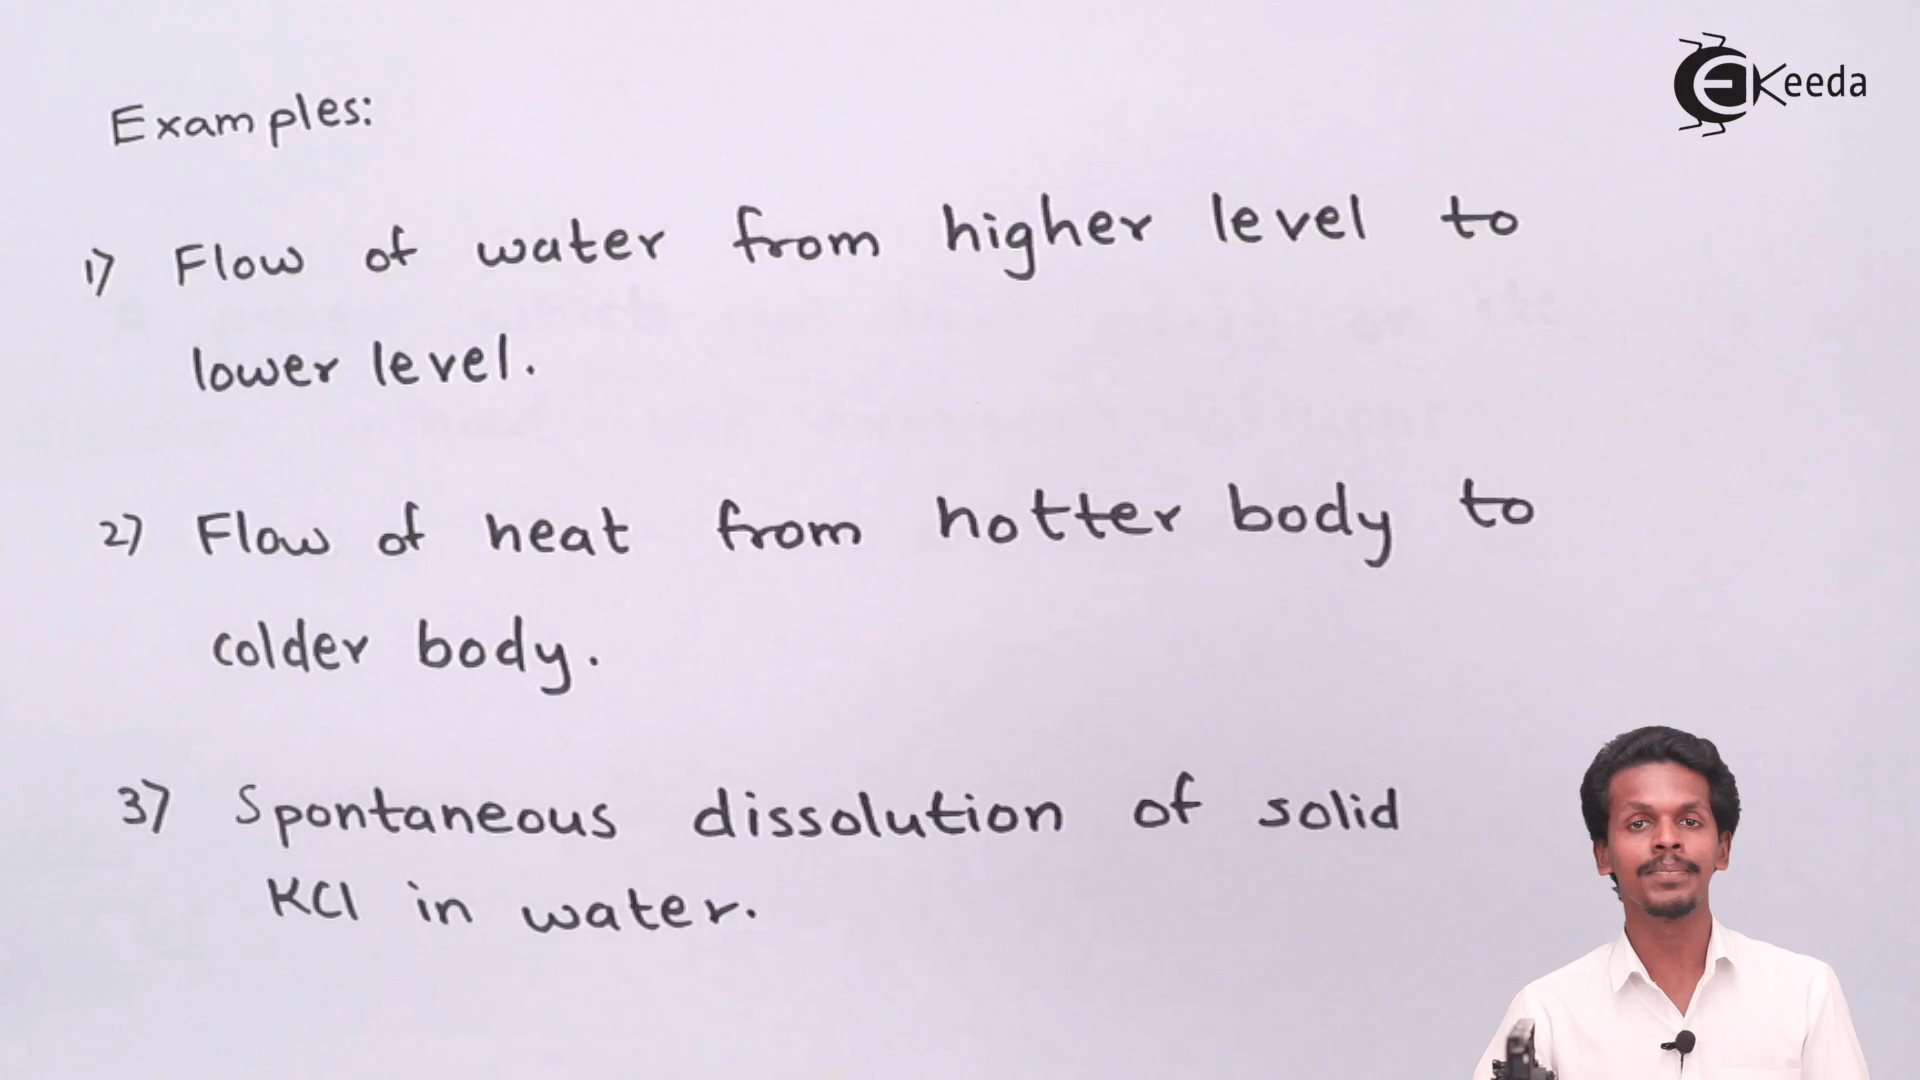 EKeeda
Examples:
1) Flow of water from higher level to
lower level.
2) Flow of heat from hotter body to
colder body.
3) Spontaneous dissolution of solid
KCl in water.